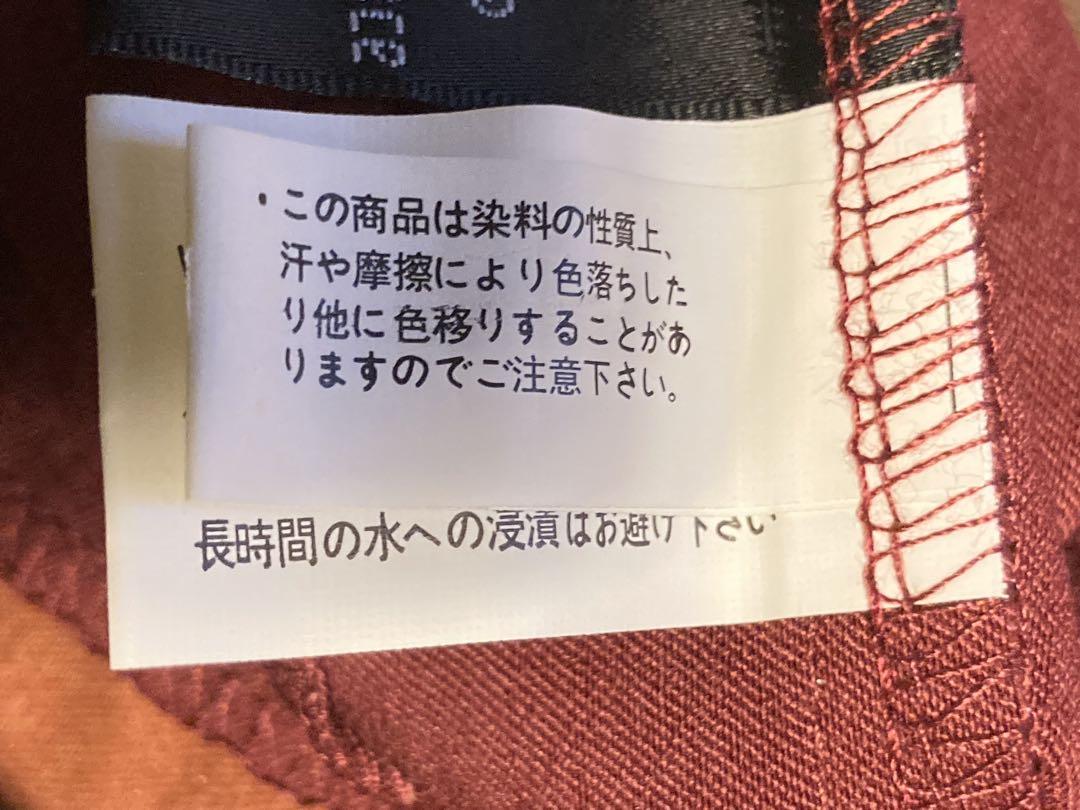 ・この商品は染料の性質上、
汗や摩擦により色落ちした
り他に色移りすることがあ
りますのでご注意下さい。
長時間の水への浸漬はお避け下さい